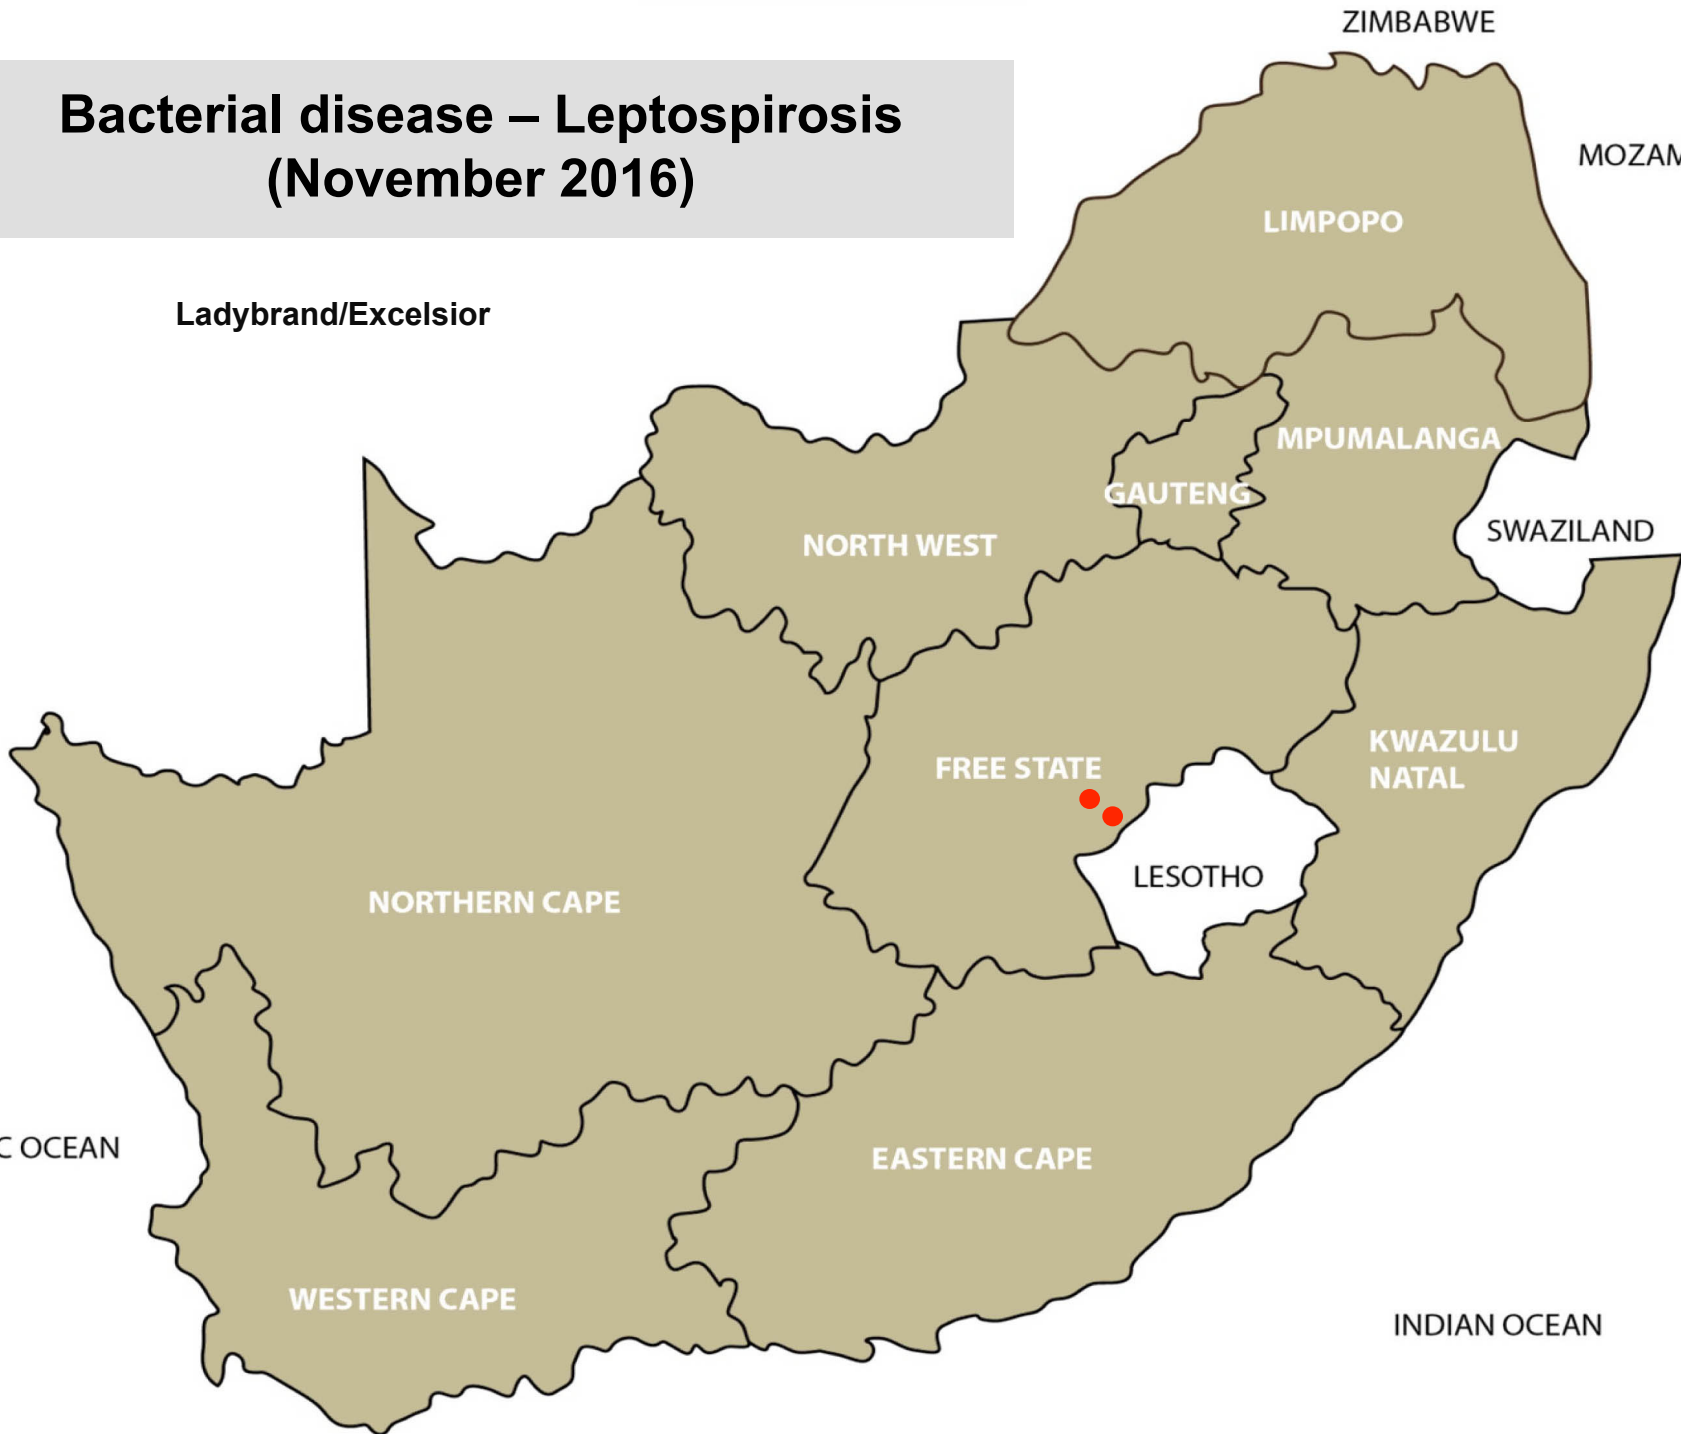 ZIMBABWE
Bacterial disease – Leptospirosis
(November 2016)
MOZAM
LIMPOPO
Ladybrand/Excelsior
MPUMALANGA
GAUTENG
SWAZILAND
NORTH WEST
KWAZULU
NATAL
FREE STATE
LESOTHO
NORTHERN CAPE
C OCEAN
EASTERN CAPE
WESTERN CAPE
INDIAN OCEAN